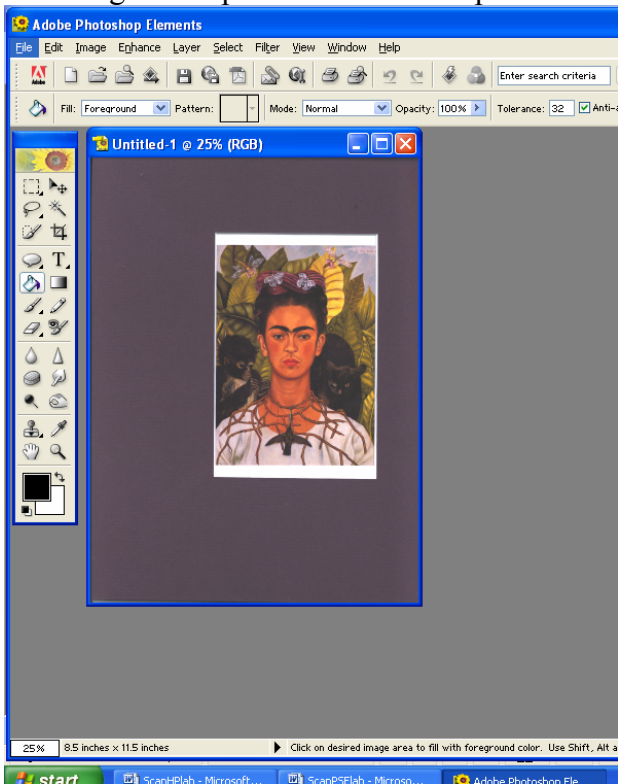 Adobe Photoshop Elements
File Edit Image Enhance Layer Select Filter View Window Help
Adobe
Enter search criteria
Fill: Foreground Pattern: Mode: Normal Opacity: 100% Tolerance: 32 Anti-a
Untitled-1 @ 25% (RGB)
T
25% 8.5 inches x 11.5 inches Click on desired image area to fill with foreground color. Use Shift, Alt a
start ScanHPlab - Microsoft... ScanPSElab - Microso... Adobe Photoshop Ele...